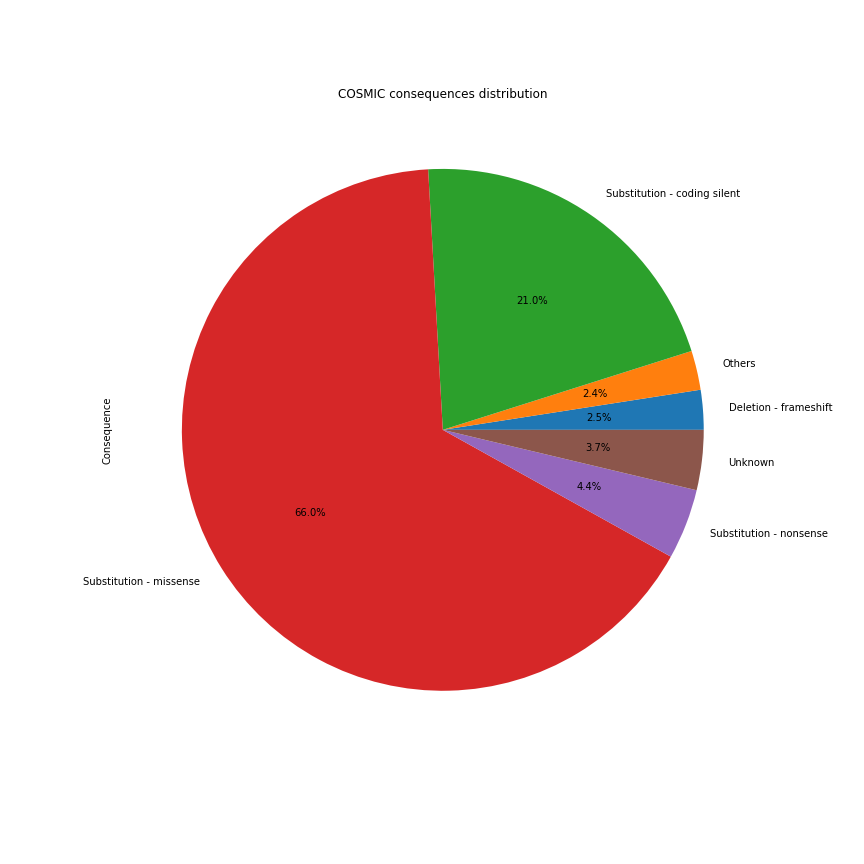 COSMIC consequences distribution
Substitution - coding silent
21.0%
Others
2.4%
Deletion - frameshift
2.5%
Consequence
3.7%
Unknown
4.4%
66.0%
Substitution - nonsense
Substitution - missense